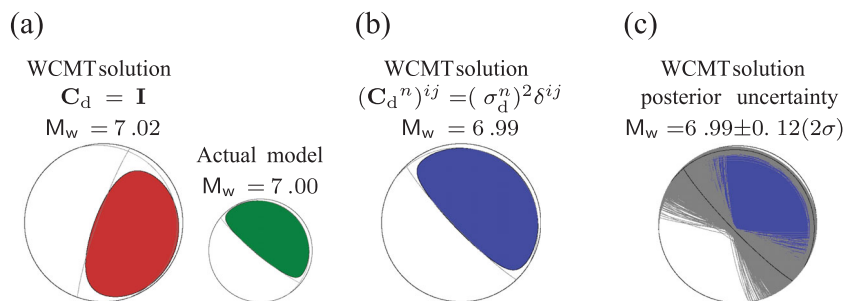 (a)
WCMT solution
C_d = I
M_w = 7.02
Actual model
M_w = 7.00
(b)
WCMT solution
(C_d^n)^{ij} = (σ_d^n)^2 δ^{ij}
M_w = 6.99
(c)
WCMT solution
posterior uncertainty
M_w = 6.99±0.12(2σ)